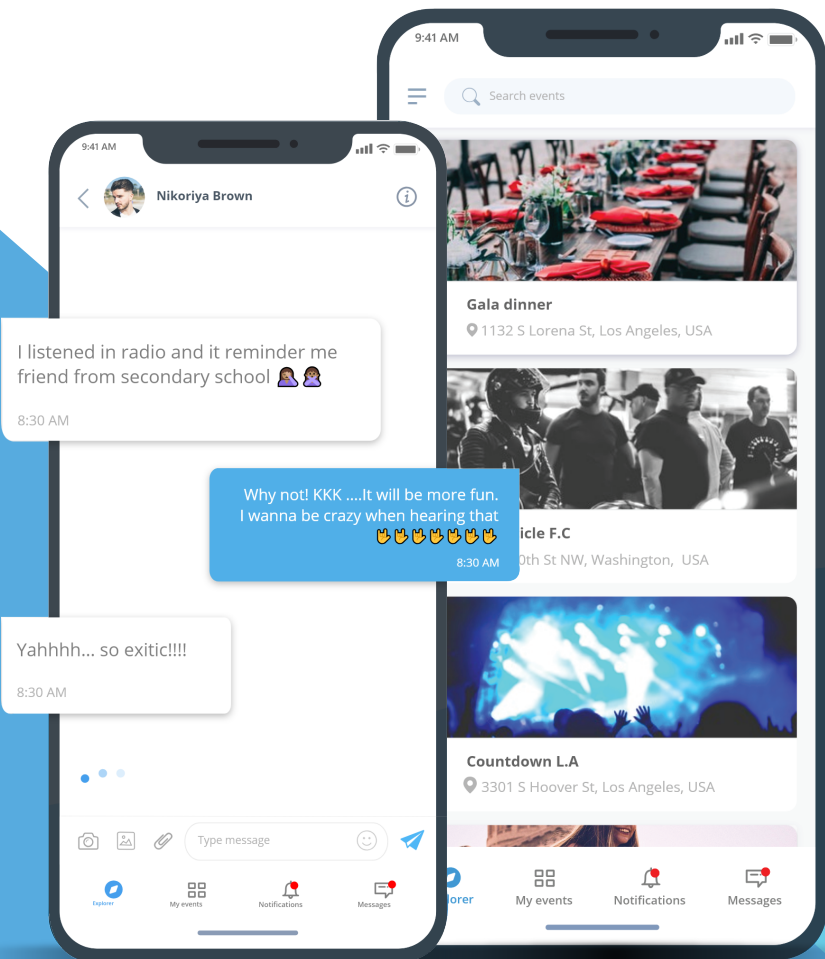 9:41 AM
Nikoriya Brown
I listened in radio and it reminder me
friend from secondary school 🙍🏽‍♀️ 🙍🏽‍♀️
8:30 AM
Why not! KKK ....It will be more fun.
I wanna be crazy when hearing that
🤟🤟🤟🤟🤟🤟🤟
8:30 AM
Yahhhh... so exitic!!!!
8:30 AM
Type message
Explorer
My events
Notifications
Messages
9:41 AM
Search events
Gala dinner
1132 S Lorena St, Los Angeles, USA
icle F.C
0th St NW, Washington, USA
Countdown L.A
3301 S Hoover St, Los Angeles, USA
lorer
My events
Notifications
Messages